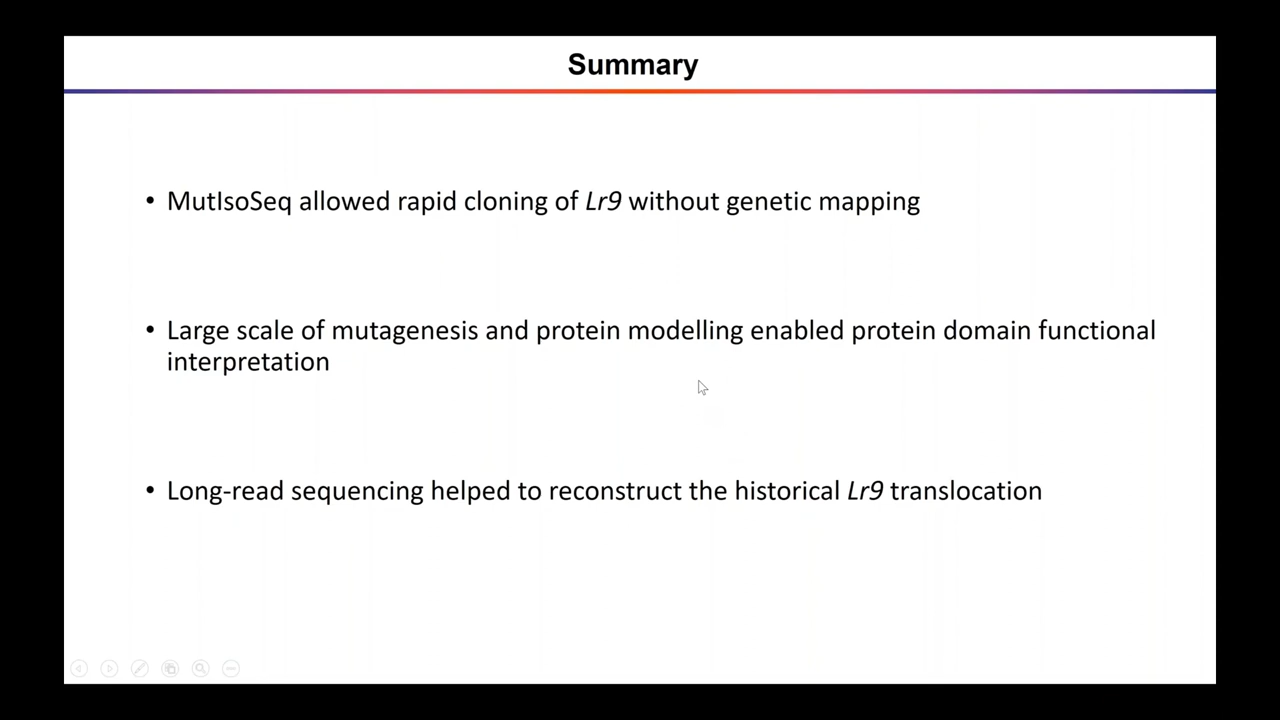 Summary
• MutIsoSeq allowed rapid cloning of Lr9 without genetic mapping
• Large scale of mutagenesis and protein modelling enabled protein domain functional
interpretation
• Long-read sequencing helped to reconstruct the historical Lr9 translocation